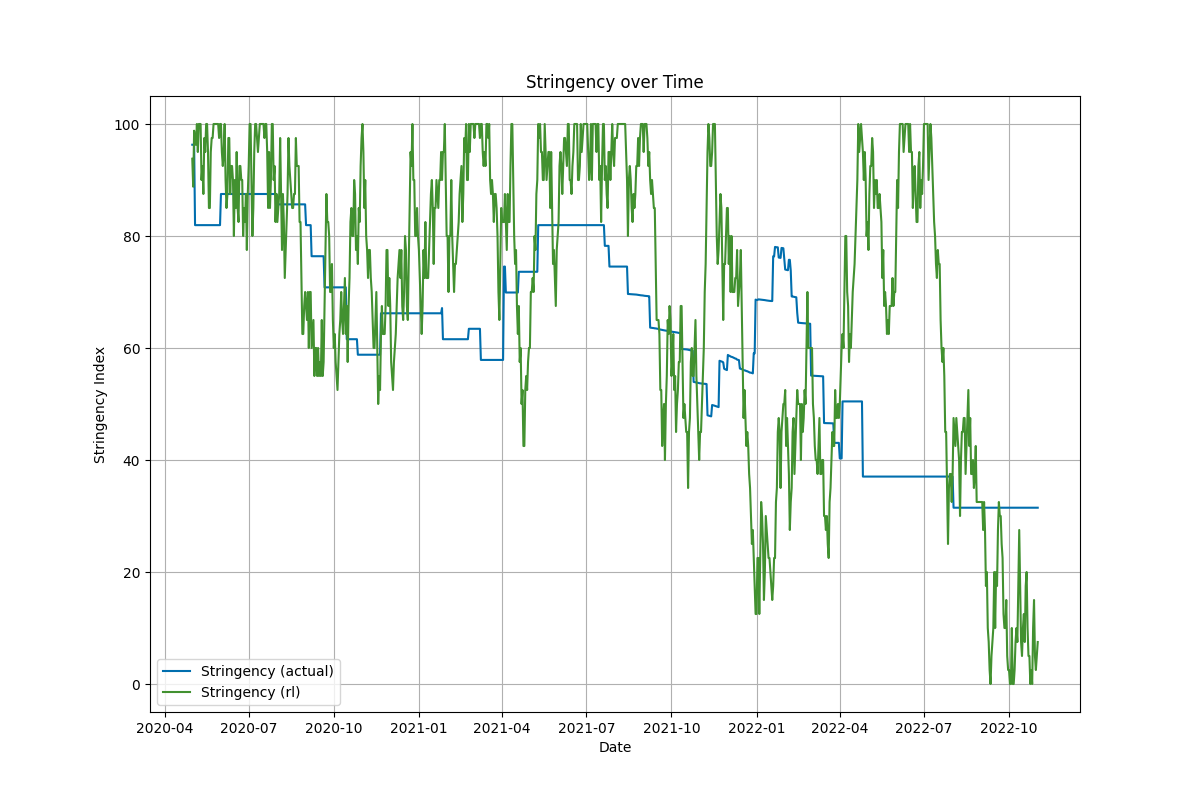 Stringency over Time
Stringency Index
100
80
60
40
20
0
Stringency (actual)
Stringency (rl)
2020-04 2020-07 2020-10 2021-01 2021-04 2021-07 2021-10 2022-01 2022-04 2022-07 2022-10
Date